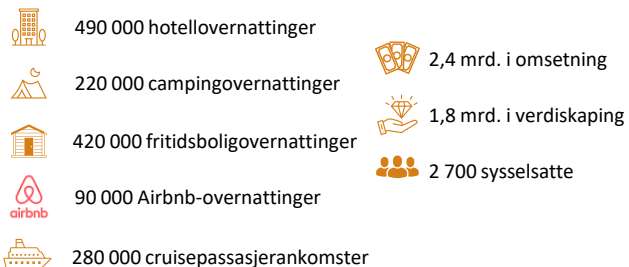 490 000 hotellovernattinger
220 000 campingovernattinger
420 000 fritidsboligovernattinger
airbnb
90 000 Airbnb-overnattinger
280 000 cruisepassasjerankomster
2,4 mrd. i omsetning
1,8 mrd. i verdiskaping
2 700 sysselsatte